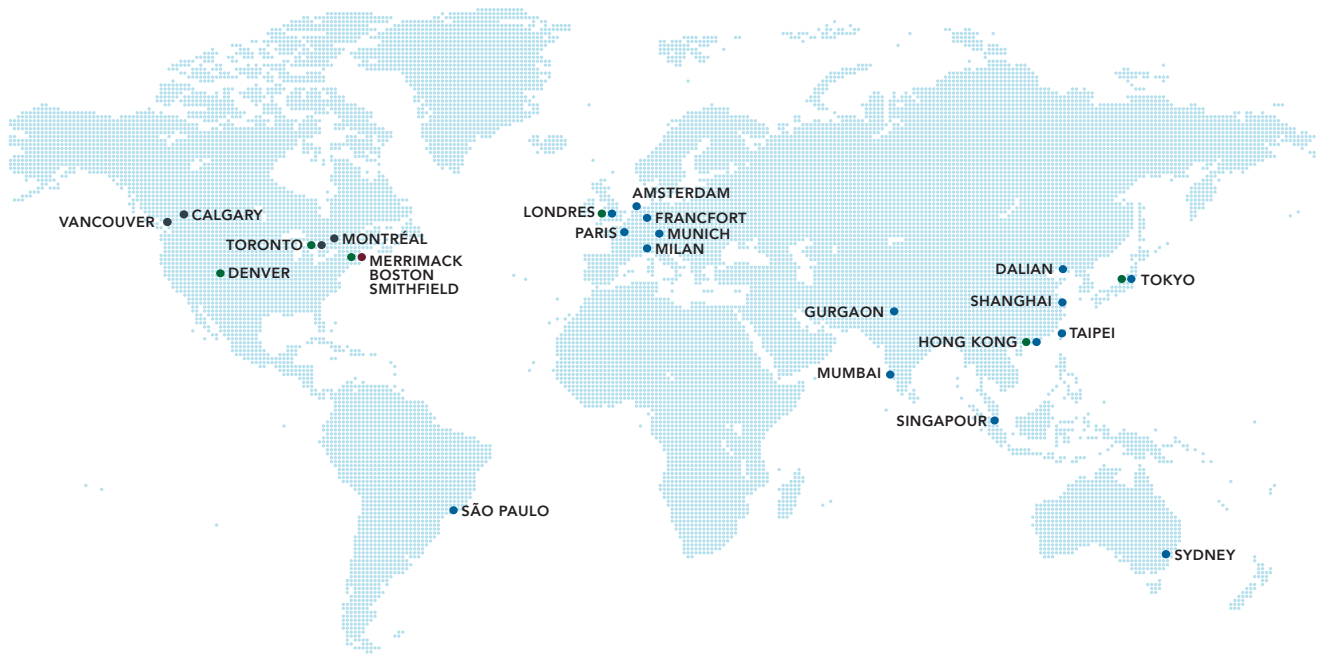 AMSTERDAM
LONDRES
CALGARY
FRANCFORT
VANCOUVER
PARIS
MUNICH
MONTRÉAL
TORONTO
MILAN
MERRIMACK
BOSTON
SMITHFIELD
DENVER
DALIAN
TOKYO
SHANGHAI
GURGAON
TAIPEI
HONG KONG
MUMBAI
SINGAPOUR
SÃO PAULO
SYDNEY